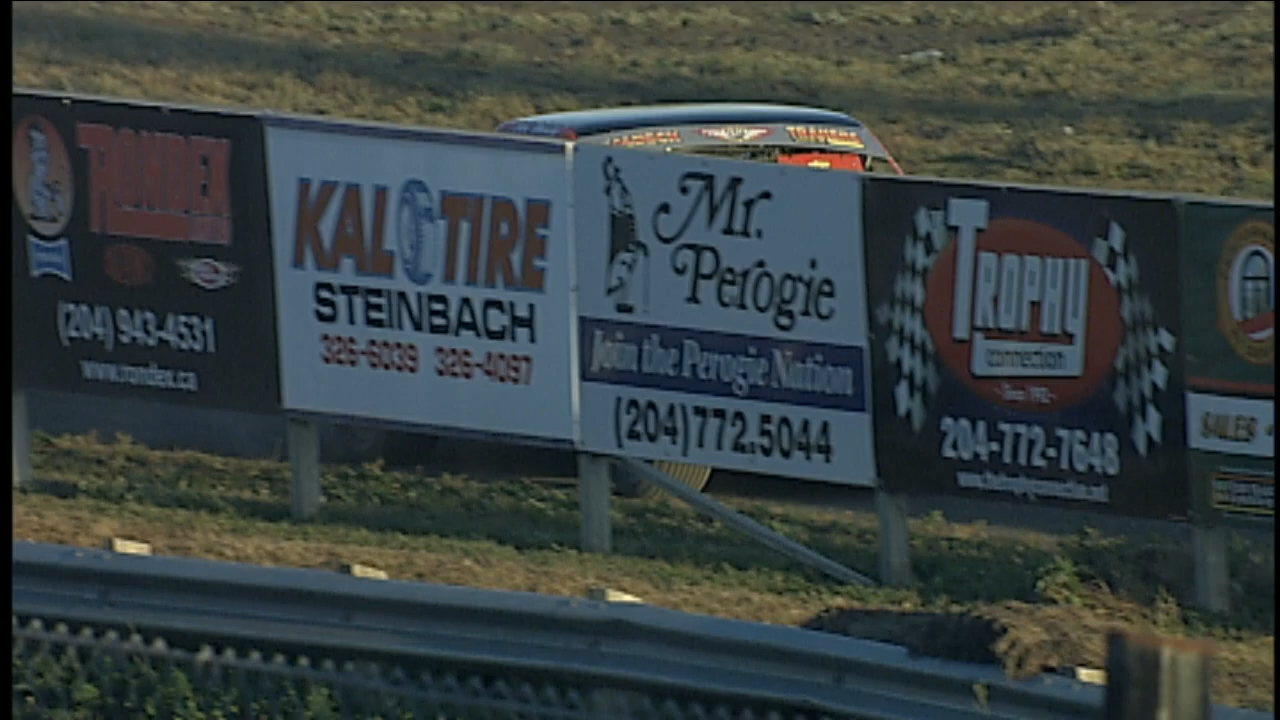 (204) 943-4531
www.rondex.ca
KAL TIRE
STEINBACH
326-6039 326-4097
Mr.
Perogie
Join the Perogie Nation
(204)772.5044
TROPHY
connection
204-772-7648
SALES